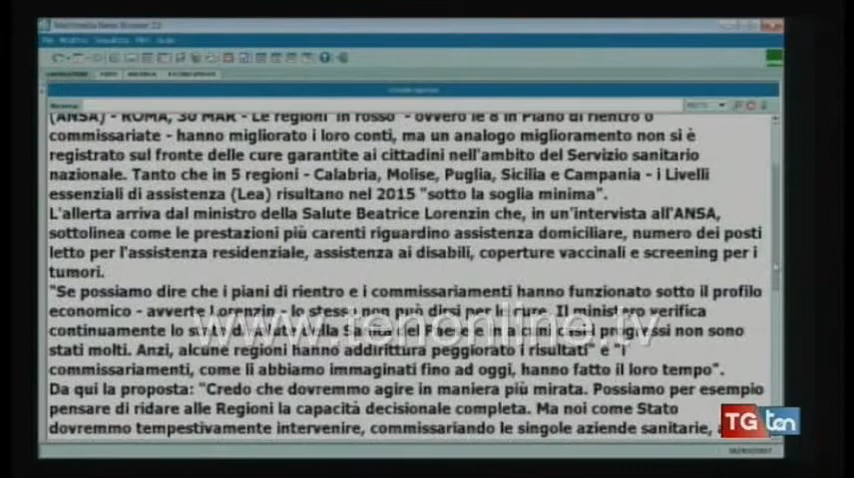 (ANSA) - ROMA, 30 MAR - Le regioni 'in rosso' - ovvero le 8 in Piano di rientro o
commissariate - hanno migliorato i loro conti, ma un analogo miglioramento non si è
registrato sul fronte delle cure garantite ai cittadini nell'ambito del Servizio sanitario
nazionale. Tanto che in 5 regioni - Calabria, Molise, Puglia, Sicilia e Campania - i Livelli
essenziali di assistenza (Lea) risultano nel 2015 "sotto la soglia minima".
L'allerta arriva dal ministro della Salute Beatrice Lorenzin che, in un'intervista all'ANSA,
sottolinea come le prestazioni più carenti riguardino assistenza domiciliare, numero dei posti
letto per l'assistenza residenziale, assistenza ai disabili, coperture vaccinali e screening per i
tumori.
"Se possiamo dire che i piani di rientro e i commissariamenti hanno funzionato sotto il profilo
economico - avverte Lorenzin - lo stesso non può dirsi per le cure. Il ministero verifica
continuamente lo stato di salute della Sanità del Paese e in alcuni casi i progressi non sono
www.tenonline.tv
stati molti. Anzi, alcune regioni hanno addirittura peggiorato i risultati" e "i
commissariamenti, come li abbiamo immaginati fino ad oggi, hanno fatto il loro tempo".
Da qui la proposta: "Credo che dovremmo agire in maniera più mirata. Possiamo per esempio
pensare di ridare alle Regioni la capacità decisionale completa. Ma noi come Stato
dovremmo tempestivamente intervenire, commissariando le singole aziende sanitarie,
TG ten